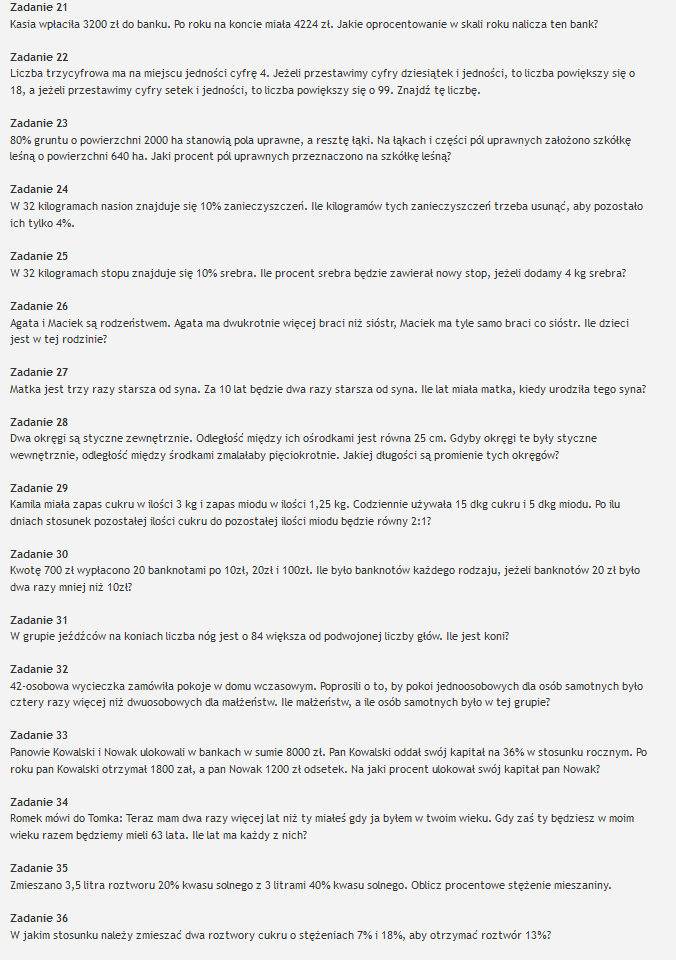 Zadanie 21
Kasia wpłaciła 3200 zł do banku. Po roku na koncie miała 4224 zł. Jakie oprocentowanie w skali roku nalicza ten bank?
Zadanie 22
Liczba trzycyfrowa ma na miejscu jedności cyfrę 4. Jeżeli przestawimy cyfry dziesiątek i jedności, to liczba powiększy się o
18, a jeżeli przestawimy cyfry setek i jedności, to liczba powiększy się o 99. Znajdź tę liczbę.
Zadanie 23
80% gruntu o powierzchni 2000 ha stanowią pola uprawne, a resztę łąki. Na łąkach i części pól uprawnych założono szkółkę
leśną o powierzchni 640 ha. Jaki procent pól uprawnych przeznaczono na szkółkę leśną?
Zadanie 24
W 32 kilogramach nasion znajduje się 10% zanieczyszczeń. Ile kilogramów tych zanieczyszczeń trzeba usunąć, aby pozostało
ich tylko 4%.
Zadanie 25
W 32 kilogramach stopu znajduje się 10% srebra. Ile procent srebra będzie zawierał nowy stop, jeżeli dodamy 4 kg srebra?
Zadanie 26
Agata i Maciek są rodzeństwem. Agata ma dwukrotnie więcej braci niż sióstr, Maciek ma tyle samo braci co sióstr. Ile dzieci
jest w tej rodzinie?
Zadanie 27
Matka jest trzy razy starsza od syna. Za 10 lat będzie dwa razy starsza od syna. Ile lat miała matka, kiedy urodziła tego syna?
Zadanie 28
Dwa okręgi są styczne zewnętrznie. Odległość między ich ośrodkami jest równa 25 cm. Gdyby okręgi te były styczne
wewnętrznie, odległość między środkami zmalałaby pięciokrotnie. Jakiej długości są promienie tych okręgów?
Zadanie 29
Kamila miała zapas cukru w ilości 3 kg i zapas miodu w ilości 1,25 kg. Codziennie używała 15 dkg cukru i 5 dkg miodu. Po ilu
dniach stosunek pozostałej ilości cukru do pozostałej ilości miodu będzie równy 2:1?
Zadanie 30
Kwotę 700 zł wypłacono 20 banknotami po 10zł, 20zł i 100zł. Ile było banknotów każdego rodzaju, jeżeli banknotów 20 zł było
dwa razy mniej niż 10zł?
Zadanie 31
W grupie jeźdźców na koniach liczba nóg jest o 84 większa od podwojonej liczby głów. Ile jest koni?
Zadanie 32
42-osobowa wycieczka zamówiła pokoje w domu wczasowym. Poprosili o to, by pokoi jednoosobowych dla osób samotnych było
cztery razy więcej niż dwuosobowych dla małżeństw. Ile małżeństw, a ile osób samotnych było w tej grupie?
Zadanie 33
Panowie Kowalski i Nowak ulokowali w bankach w sumie 8000 zł. Pan Kowalski oddał swój kapitał na 36% w stosunku rocznym. Po
roku pan Kowalski otrzymał 1800 zał, a pan Nowak 1200 zł odsetek. Na jaki procent ulokował swój kapitał pan Nowak?
Zadanie 34
Romek mówi do Tomka: Teraz mam dwa razy więcej lat niż ty miałeś gdy ja byłem w twoim wieku. Gdy zaś ty będziesz w moim
wieku razem będziemy mieli 63 lata. Ile lat ma każdy z nich?
Zadanie 35
Zmieszano 3,5 litra roztworu 20% kwasu solnego z 3 litrami 40% kwasu solnego. Oblicz procentowe stężenie mieszaniny.
Zadanie 36
W jakim stosunku należy zmieszać dwa roztwory cukru o stężeniach 7% i 18%, aby otrzymać roztwór 13%?